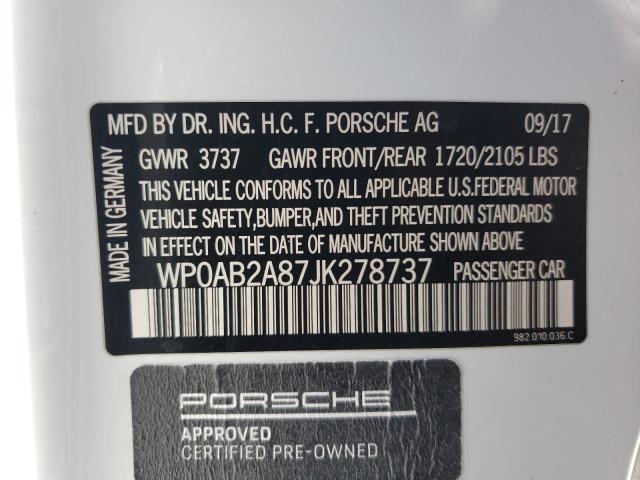 MFD BY DR. ING. H.C. F. PORSCHE AG 09/17
GVWR 3737 GAWR FRONT/REAR 1720/2105 LBS
THIS VEHICLE CONFORMS TO ALL APPLICABLE U.S.FEDERAL MOTOR
VEHICLE SAFETY,BUMPER,AND THEFT PREVENTION STANDARDS
IN EFFECT ON THE DATE OF MANUFACTURE SHOWN ABOVE.
WP0AB2A87JK278737 PASSENGER CAR
982.010.036.C
MADE IN GERMANY
PORSCHE
APPROVED
CERTIFIED PRE-OWNED